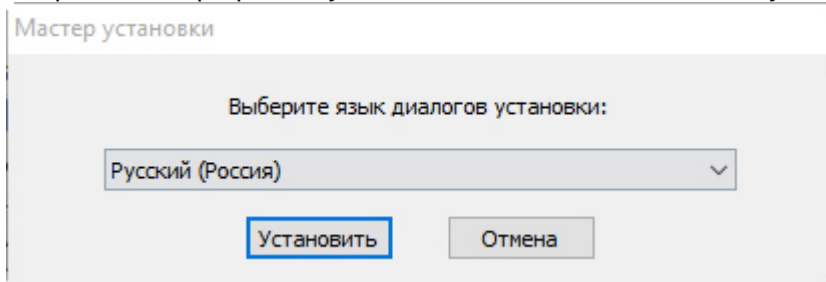 Мастер установки
Выберите язык диалогов установки:
Русский (Россия)
Установить
Отмена